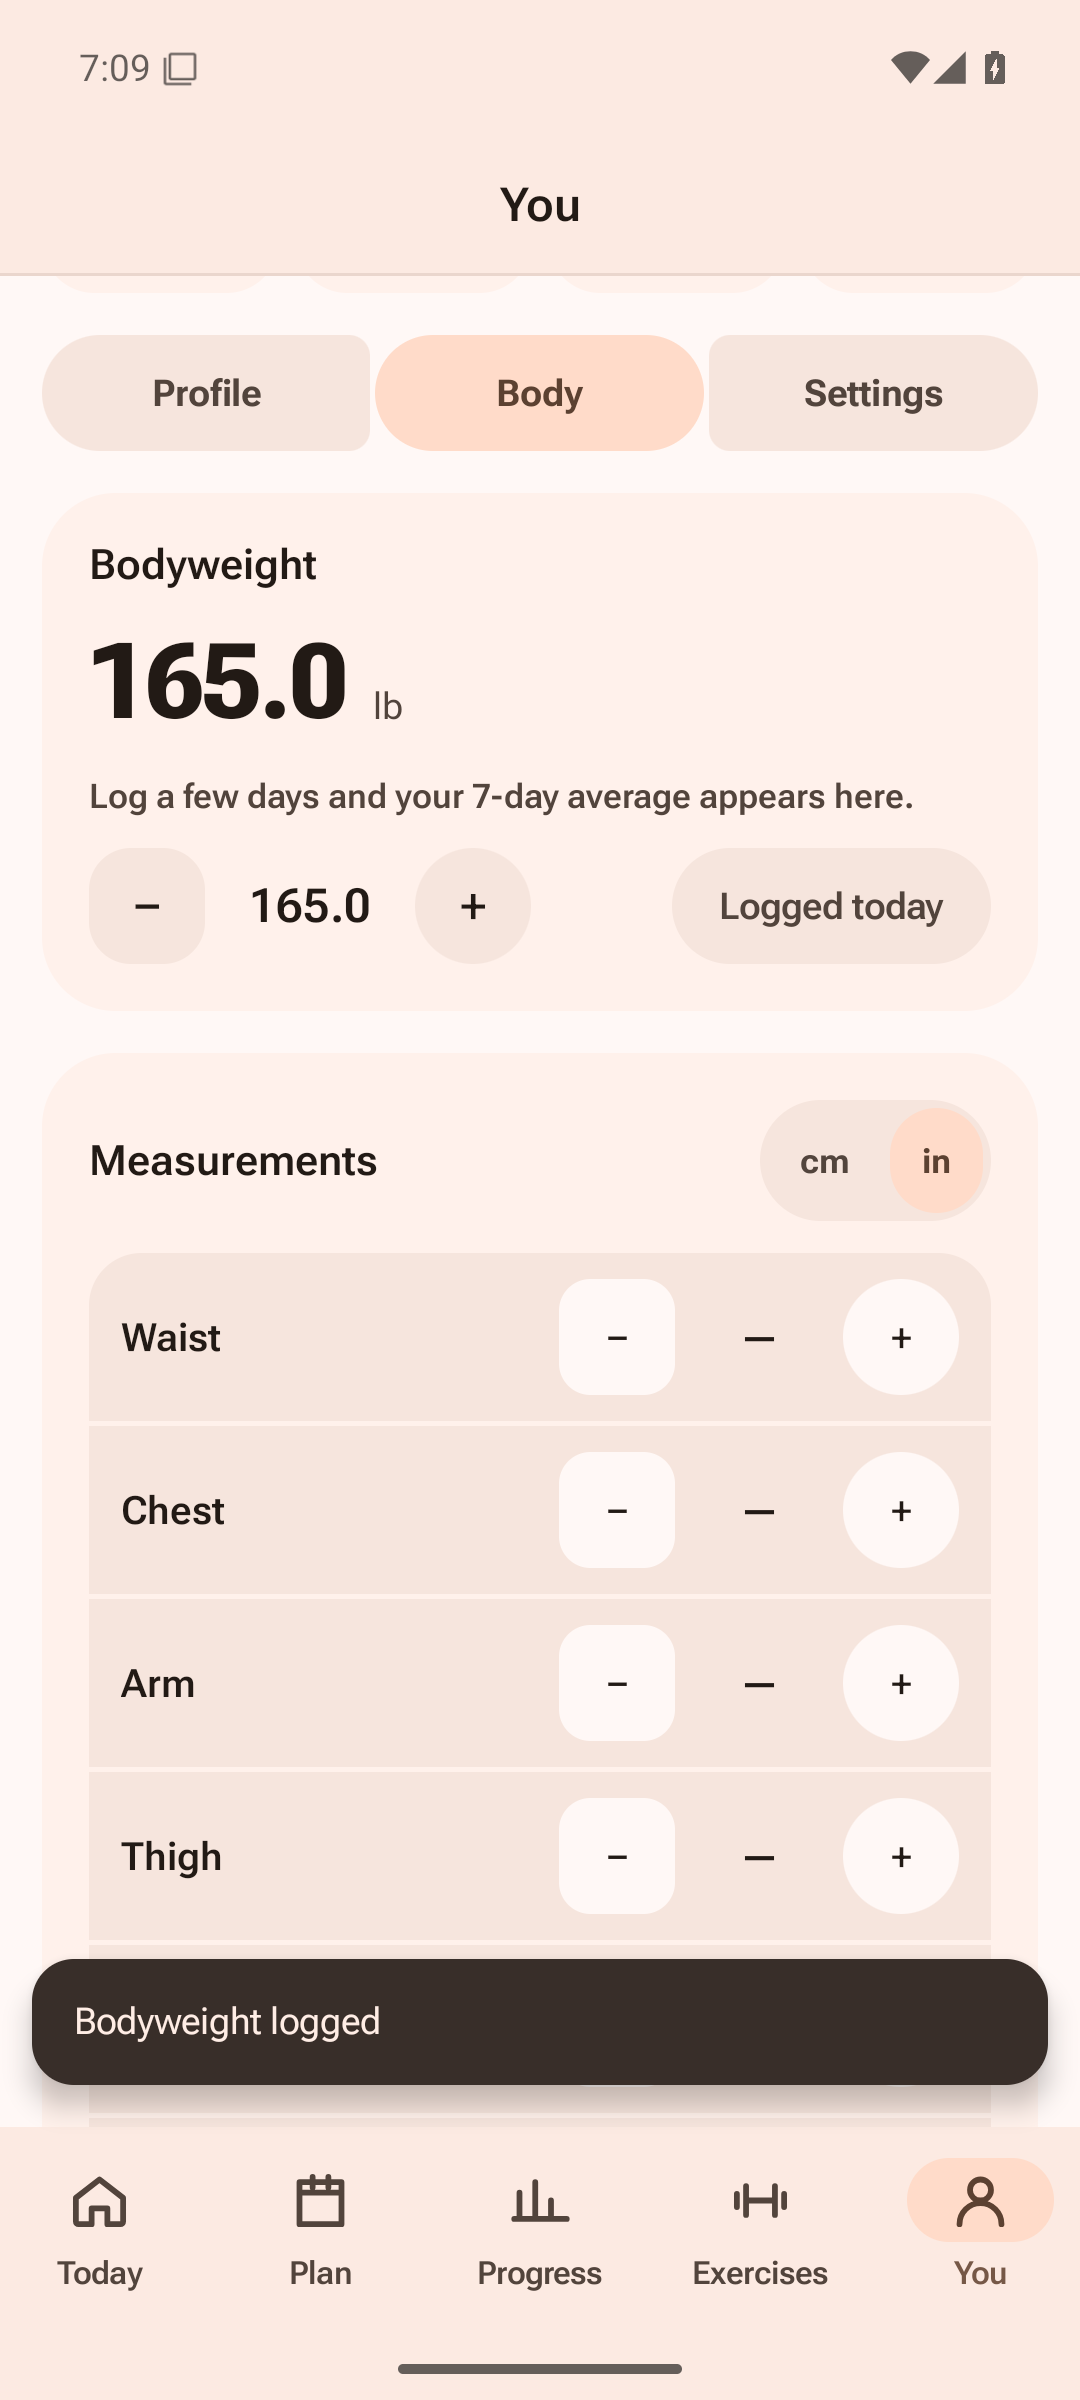 7:09
You
Profile
Body
Settings
Bodyweight
165.0 lb
Log a few days and your 7-day average appears here.
− 165.0 +
Logged today
Measurements
cm in
Waist − — +
Chest − — +
Arm − — +
Thigh − — +
Bodyweight logged
Today
Plan
Progress
Exercises
You